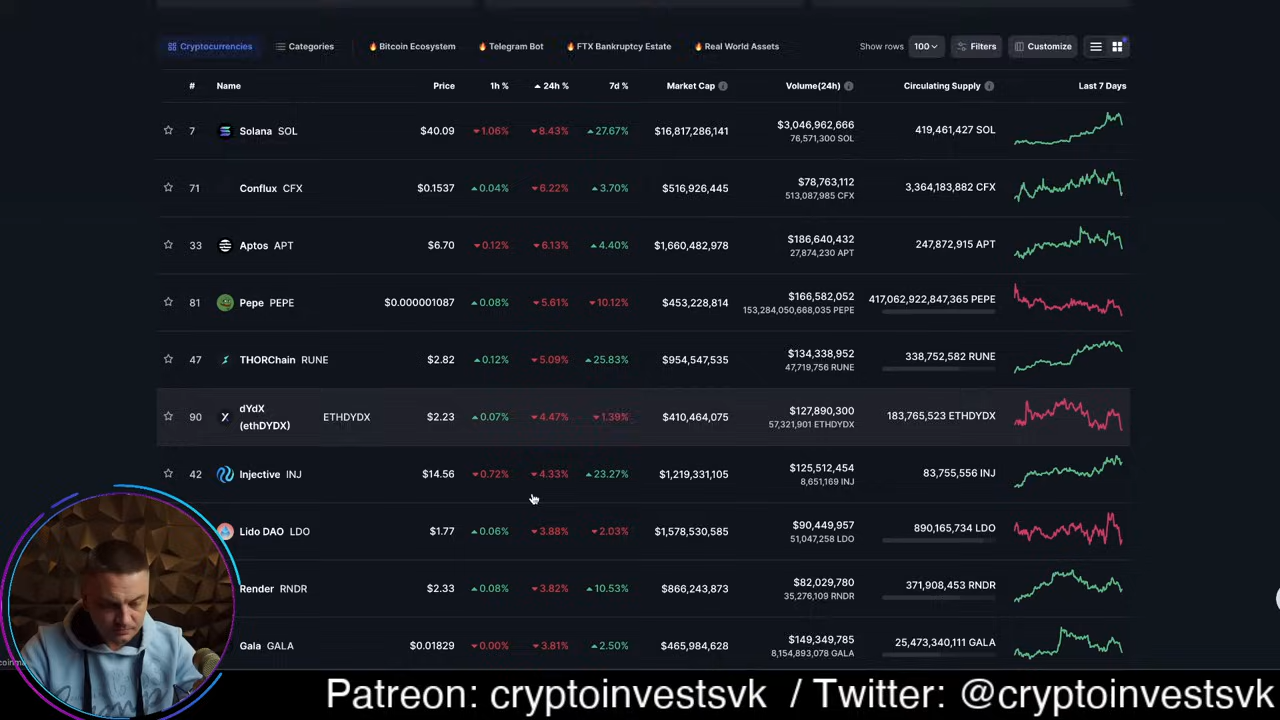 Cryptocurrencies Categories 🔥 Bitcoin Ecosystem 🔥 Telegram Bot 🔥 FTX Bankruptcy Estate 🔥 Real World Assets Show rows 100 Filters Customize
# Name Price 1h % 24h % 7d % Market Cap Volume(24h) Circulating Supply Last 7 Days
7 Solana SOL $40.09 1.06% 8.43% 27.67% $16,817,286,141 $3,046,962,666 419,461,427 SOL
76,571,300 SOL
71 Conflux CFX $0.1537 0.04% 6.22% 3.70% $516,926,445 $78,763,112 3,364,183,882 CFX
513,087,985 CFX
33 Aptos APT $6.70 0.12% 6.13% 4.40% $1,660,482,978 $186,640,432 247,872,915 APT
27,874,230 APT
81 Pepe PEPE $0.000001087 0.08% 5.61% 10.12% $453,228,814 $166,582,052 417,062,922,847,365 PEPE
153,284,050,668,035 PEPE
47 THORChain RUNE $2.82 0.12% 5.09% 25.83% $954,547,535 $134,338,952 338,752,582 RUNE
47,719,756 RUNE
90 dYdX (ethDYDX) ETHDYDX $2.23 0.07% 4.47% 1.39% $410,464,075 $127,890,300 183,765,523 ETHDYDX
57,321,901 ETHDYDX
42 Injective INJ $14.56 0.72% 4.33% 23.27% $1,219,331,105 $125,512,454 83,755,556 INJ
8,651,169 INJ
Lido DAO LDO $1.77 0.06% 3.88% 2.03% $1,578,530,585 $90,449,957 890,165,734 LDO
51,047,258 LDO
Render RNDR $2.33 0.08% 3.82% 10.53% $866,243,873 $82,029,780 371,908,453 RNDR
35,276,109 RNDR
Gala GALA $0.01829 0.00% 3.81% 2.50% $465,984,628 $149,349,785 25,473,340,111 GALA
8,154,893,078 GALA
Patreon: cryptoinvestsvk / Twitter: @cryptoinvestsvk